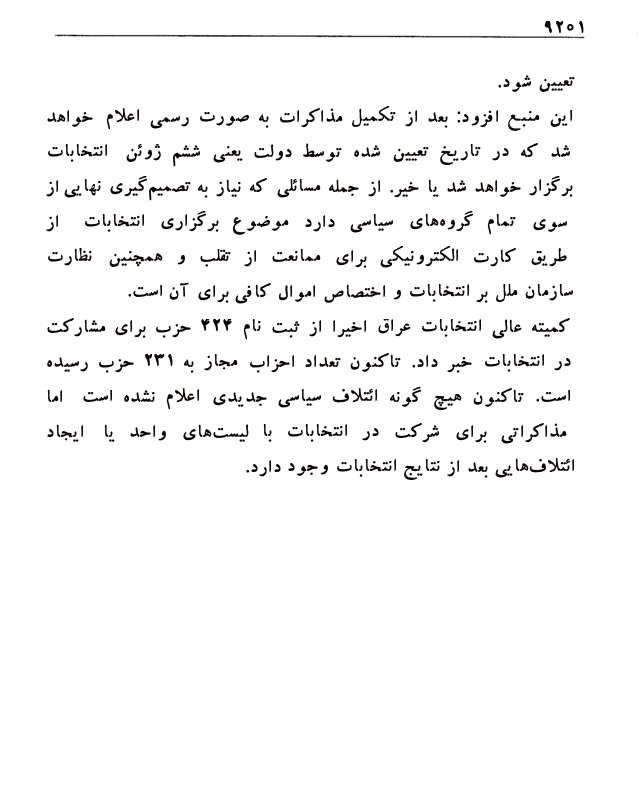 ۹۲۵۱
تعیین شود.
این منبع افزود: بعد از تکمیل مذاکرات به صورت رسمی اعلام خواهد
شد که در تاریخ تعیین شده توسط دولت یعنی ششم ژوئن انتخابات
برگزار خواهد شد یا خیر. از جمله مسائلی که نیاز به تصمیم‌گیری نهایی از
سوی تمام گروه‌های سیاسی دارد موضوع برگزاری انتخابات از
طریق کارت الکترونیکی برای ممانعت از تقلب و همچنین نظارت
سازمان ملل بر انتخابات و اختصاص اموال کافی برای آن است.
کمیته عالی انتخابات عراق اخیرا از ثبت نام ۴۲۴ حزب برای مشارکت
در انتخابات خبر داد. تاکنون تعداد احزاب مجاز به ۲۳۱ حزب رسیده
است. تاکنون هیچ گونه ائتلاف سیاسی جدیدی اعلام نشده است اما
مذاکراتی برای شرکت در انتخابات با لیست‌های واحد یا ایجاد
ائتلاف‌هایی بعد از نتایج انتخابات وجود دارد.